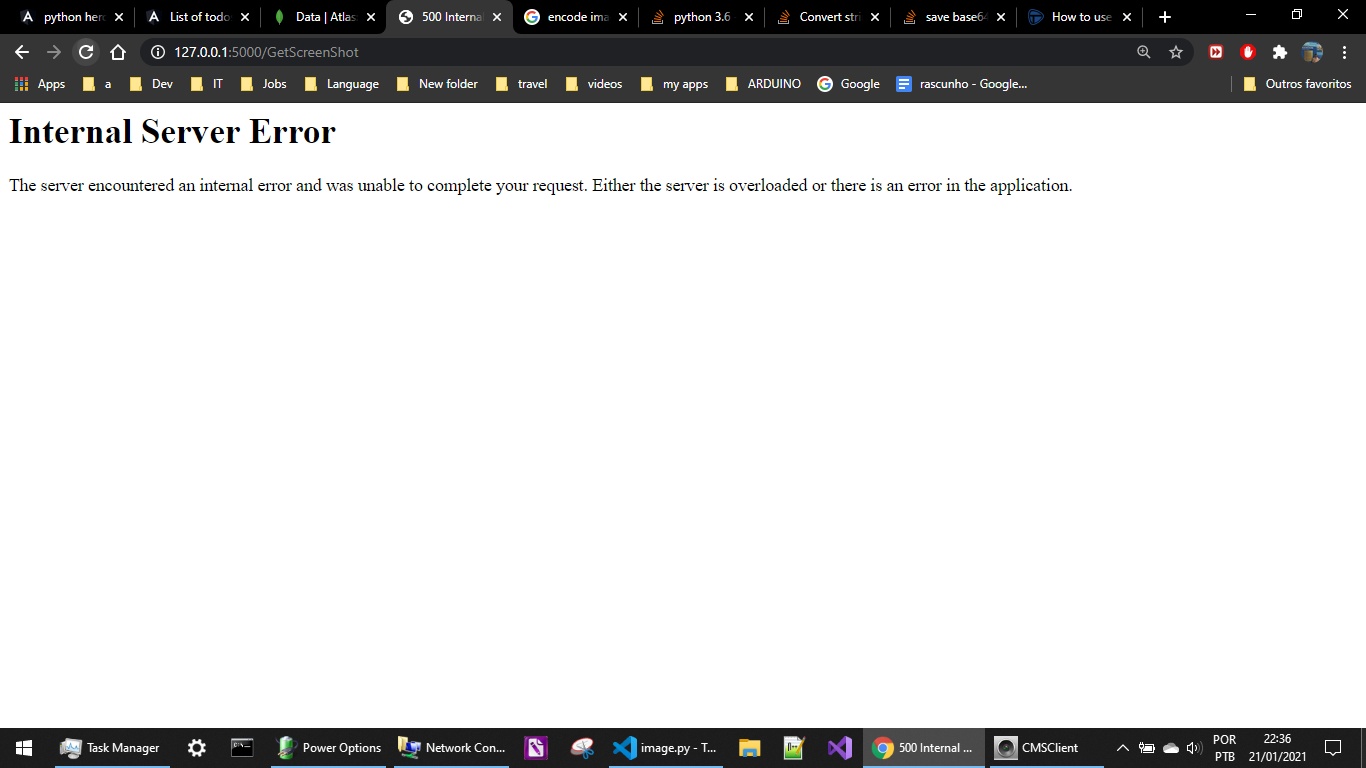 python herc
List of todo
Data | Atlas
500 Interna
encode ima
python 3.6
Convert stri
save base64
How to use
127.0.0.1:5000/GetScreenShot
Apps
a
Dev
IT
Jobs
Language
New folder
travel
videos
my apps
ARDUINO
Google
rascunho - Google...
Outros favoritos
Internal Server Error
The server encountered an internal error and was unable to complete your request. Either the server is overloaded or there is an error in the application.
Task Manager
Power Options
Network Con...
image.py - T...
500 Internal ...
CMSClient
POR
PTB
22:36
21/01/2021